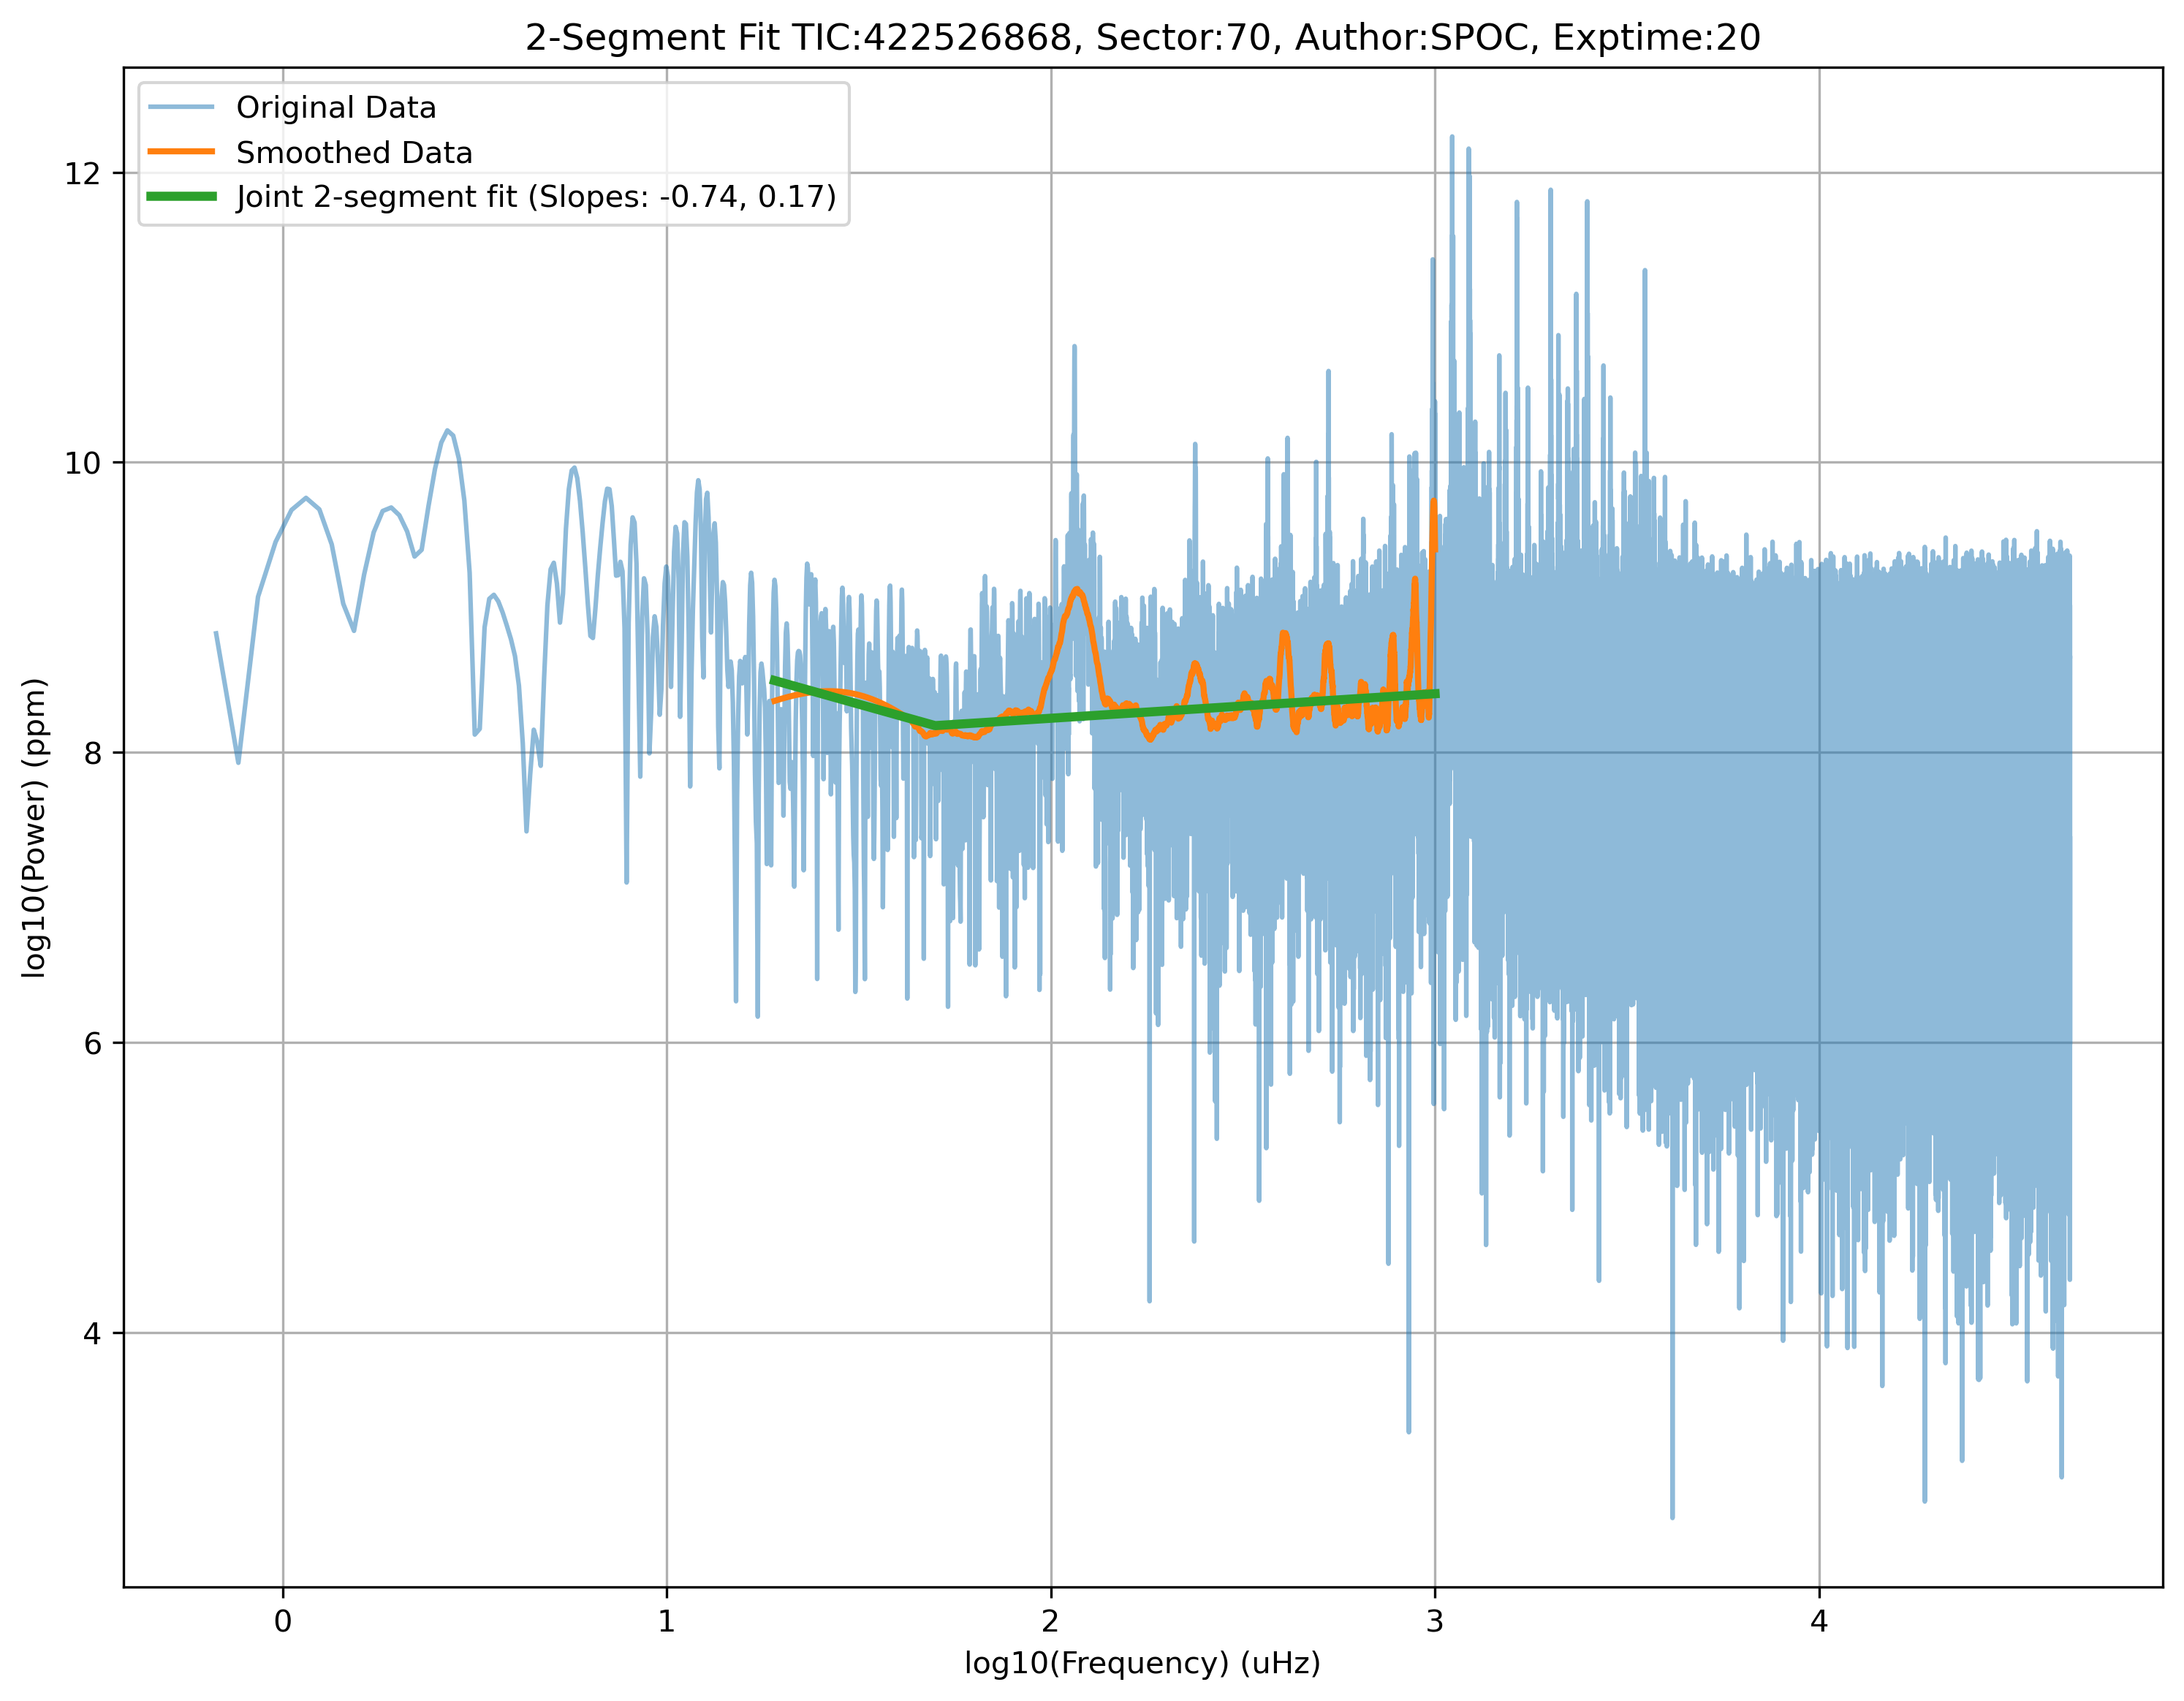 2-Segment Fit TIC:422526868, Sector:70, Author:SPOC, Exptime:20
Original Data
Smoothed Data
Joint 2-segment fit (Slopes: -0.74, 0.17)
12
10
8
6
4
log10(Power) (ppm)
0 1 2 3 4
log10(Frequency) (uHz)